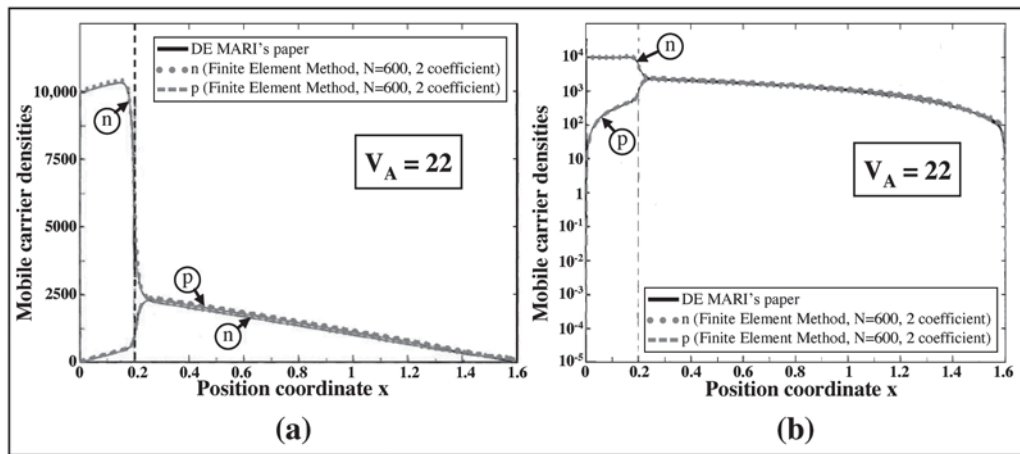 Mobile carrier densities
10,000
7500
5000
2500
0
DE MARI's paper
n (Finite Element Method, N=600, 2 coefficient)
p (Finite Element Method, N=600, 2 coefficient)
n
V_A = 22
p
n
0 0.2 0.4 0.6 0.8 1 1.2 1.4 1.6
Position coordinate x
(a)
Mobile carrier densities
10⁻⁴
10³
10²
10²
1
10⁻¹
10⁻²
10⁻³
10⁻⁴
10⁻⁵
n
p
V_A = 22
DE MARI's paper
n (Finite Element Method, N=600, 2 coefficient)
p (Finite Element Method, N=600, 2 coefficient)
0 0.2 0.4 0.6 0.8 1 1.2 1.4 1.6
Position coordinate x
(b)